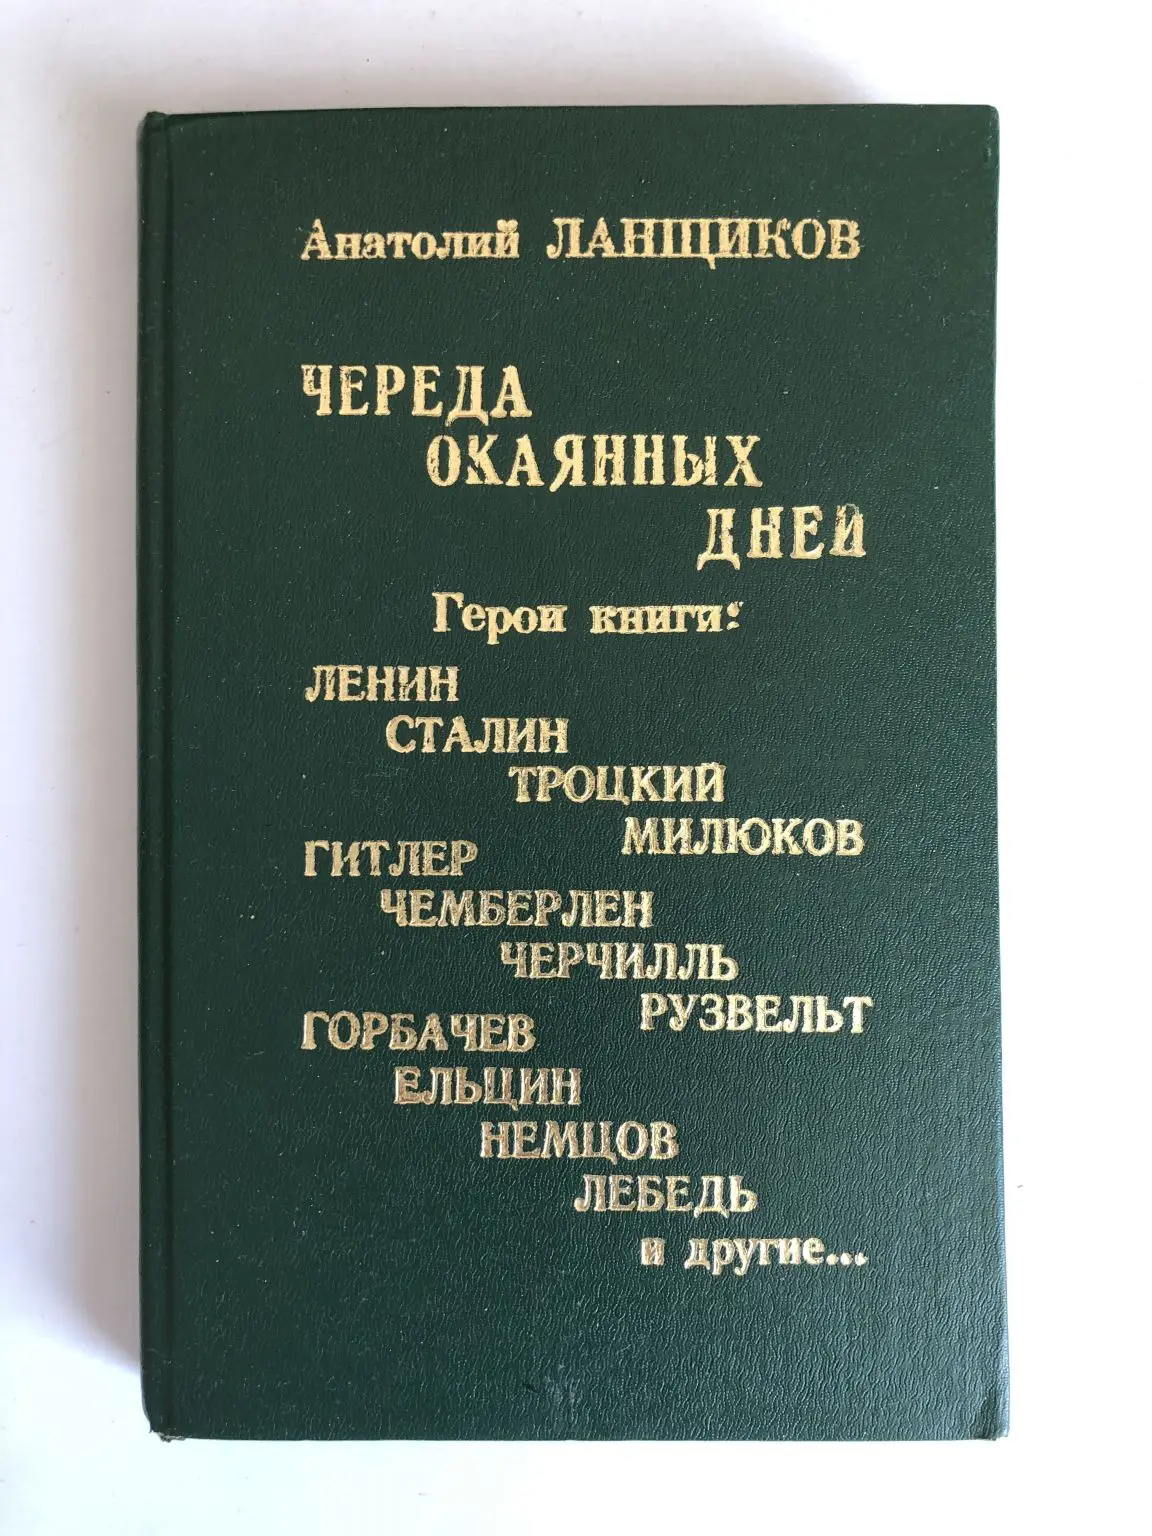 Анатолий ЛАНЩИКОВ
ЧЕРЕДА
ОКАЯННЫХ
ДНЕЙ
Герои книги:
ЛЕНИН
СТАЛИН
ТРОЦКИЙ
МИЛЮКОВ
ГИТЛЕР
ЧЕМБЕРЛЕН
ЧЕРЧИЛЛЬ
РУЗВЕЛЬТ
ГОРБАЧЕВ
ЕЛЬЦИН
НЕМЦОВ
ЛЕБЕДЬ
и другие...